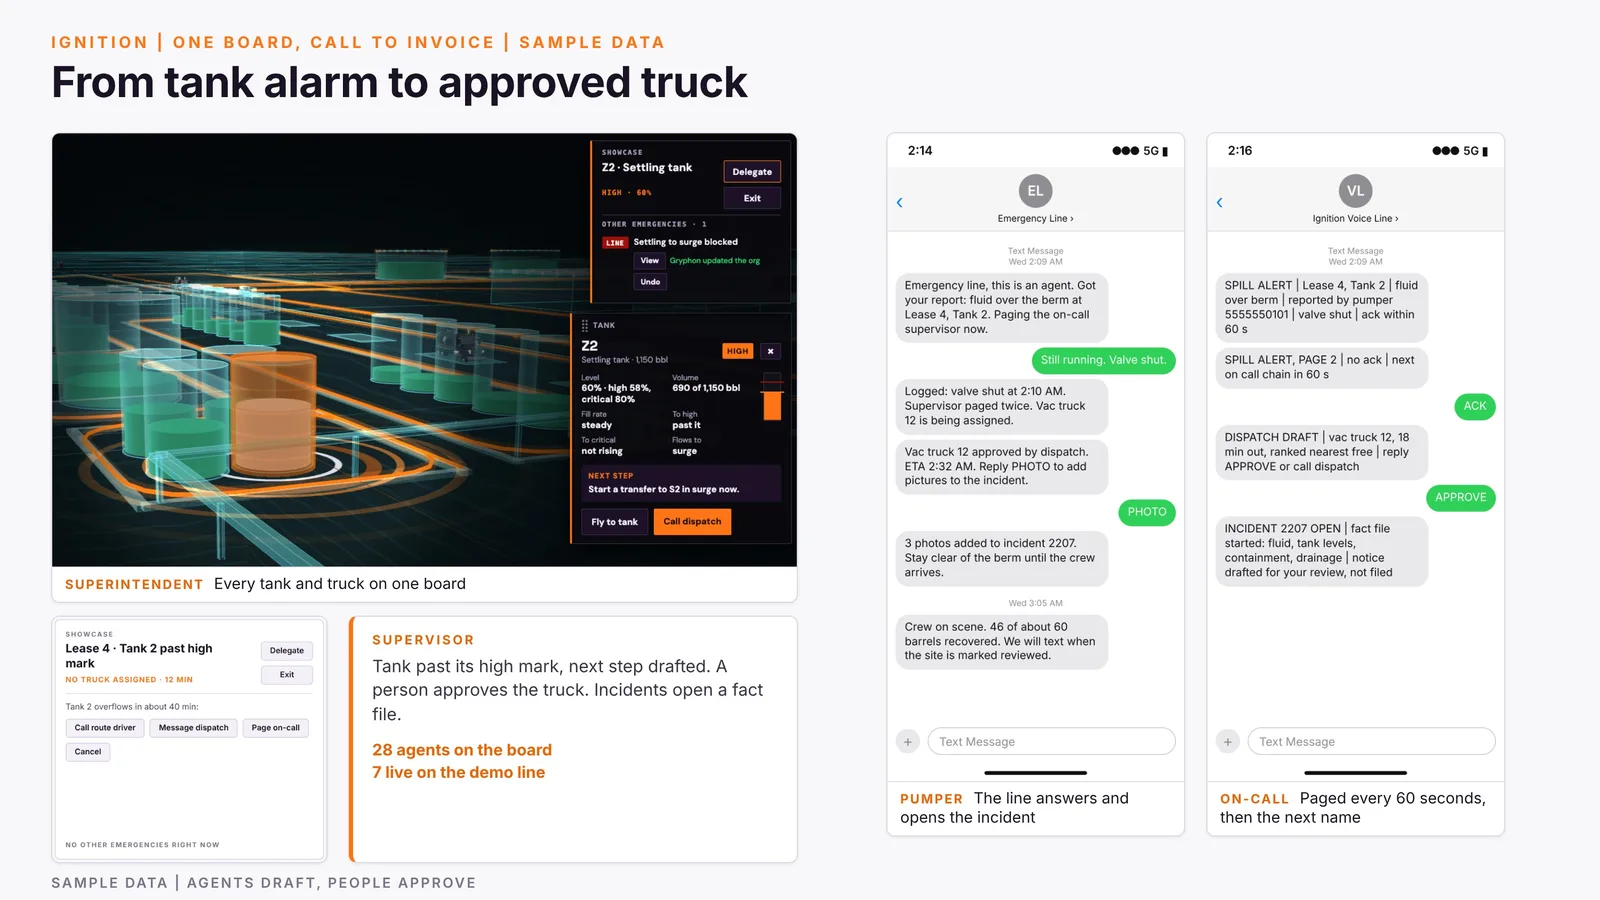 IGNITION | ONE BOARD, CALL TO INVOICE | SAMPLE DATA
From tank alarm to approved truck
SHOWCASE
Z2 · Settling tank
Delegate
HIGH · 60%
Exit
OTHER EMERGENCIES · 1
LINE Settling to surge blocked
View Gryphon updated the org
Undo
TANK
Z2
Settling tank · 1,150 bbl
HIGH
×
Level
60% · high 58%,
critical 80%
Volume
690 of 1,150 bbl
Fill rate
steady
To high
past it
To critical
not rising
Flows to
surge
NEXT STEP
Start a transfer to S2 in surge now.
Fly to tank
Call dispatch
SUPERINTENDENT Every tank and truck on one board
SHOWCASE
Lease 4 · Tank 2 past high
mark
Delegate
NO TRUCK ASSIGNED · 12 MIN
Exit
Tank 2 overflows in about 40 min:
Call route driver
Message dispatch
Page on-call
Cancel
NO OTHER EMERGENCIES RIGHT NOW
SUPERVISOR
Tank past its high mark, next step drafted. A
person approves the truck. Incidents open a fact
file.
28 agents on the board
7 live on the demo line
2:14
5G
EL
Emergency Line ›
Text Message
Wed 2:09 AM
Emergency line, this is an agent. Got
your report: fluid over the berm at
Lease 4, Tank 2. Paging the on-call
supervisor now.
Still running. Valve shut.
Logged: valve shut at 2:10 AM.
Supervisor paged twice. Vac truck
12 is being assigned.
Vac truck 12 approved by dispatch.
ETA 2:32 AM. Reply PHOTO to add
pictures to the incident.
PHOTO
3 photos added to incident 2207.
Stay clear of the berm until the crew
arrives.
Wed 3:05 AM
Crew on scene. 46 of about 60
barrels recovered. We will text when
the site is marked reviewed.
+
Text Message
PUMPER The line answers and
opens the incident
2:16
5G
VL
Ignition Voice Line ›
Text Message
Wed 2:09 AM
SPILL ALERT | Lease 4, Tank 2 | fluid
over berm | reported by pumper
5555550101 | valve shut | ack within
60 s
SPILL ALERT, PAGE 2 | no ack | next
on call chain in 60 s
ACK
DISPATCH DRAFT | vac truck 12, 18
min out, ranked nearest free | reply
APPROVE or call dispatch
APPROVE
INCIDENT 2207 OPEN | fact file
started: fluid, tank levels,
containment, drainage | notice
drafted for your review, not filed
+
Text Message
ON-CALL Paged every 60 seconds,
then the next name
SAMPLE DATA | AGENTS DRAFT, PEOPLE APPROVE